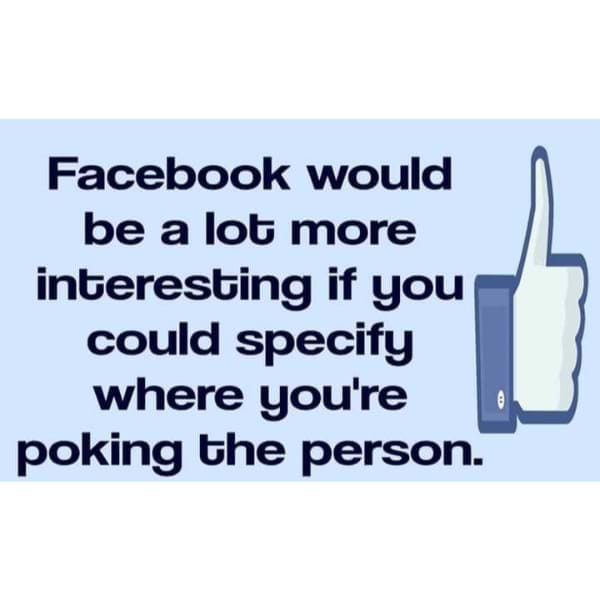 Facebook would
be a lot more
interesting if you
could specify
where you're
poking the person.